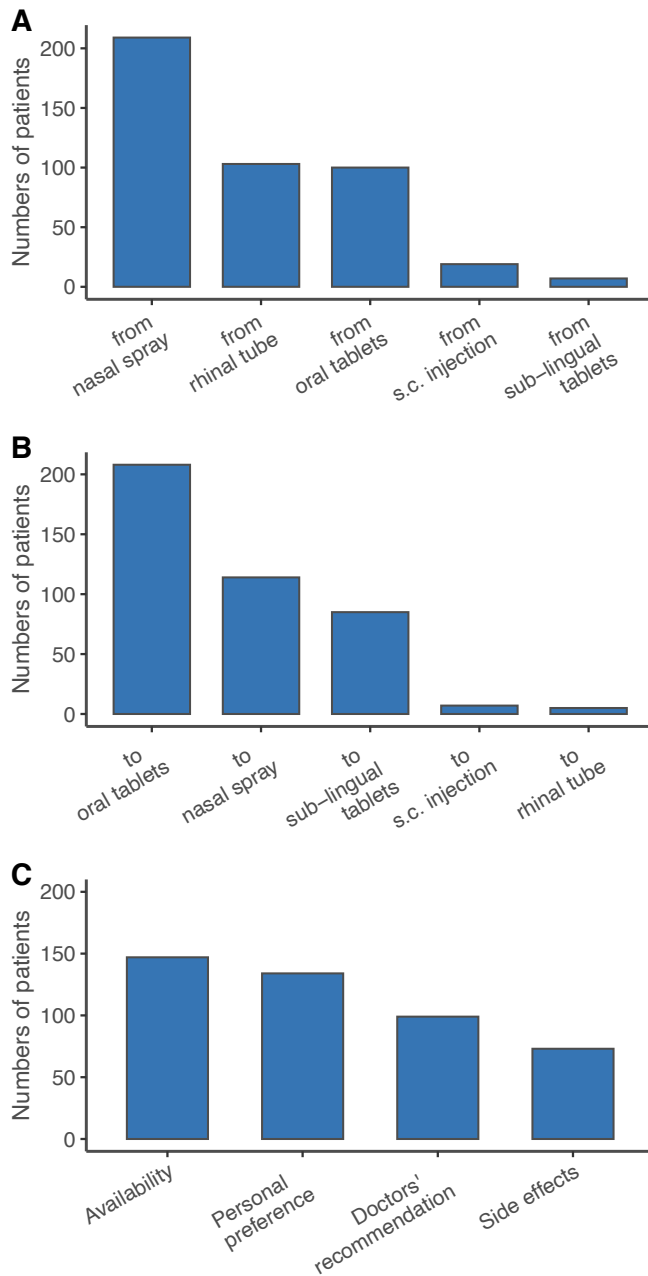 A
Numbers of patients
200
150
100
50
0
from
nasal spray
from
rhinal tube
from
oral tablets
from
s.c. injection
from
sub−lingual
tablets
B
Numbers of patients
200
150
100
50
0
to
oral tablets
to
nasal spray
to
sub−lingual
tablets
to
s.c. injection
to
rhinal tube
C
Numbers of patients
200
150
100
50
0
Availability
Personal
preference
Doctors'
recommendation
Side effects